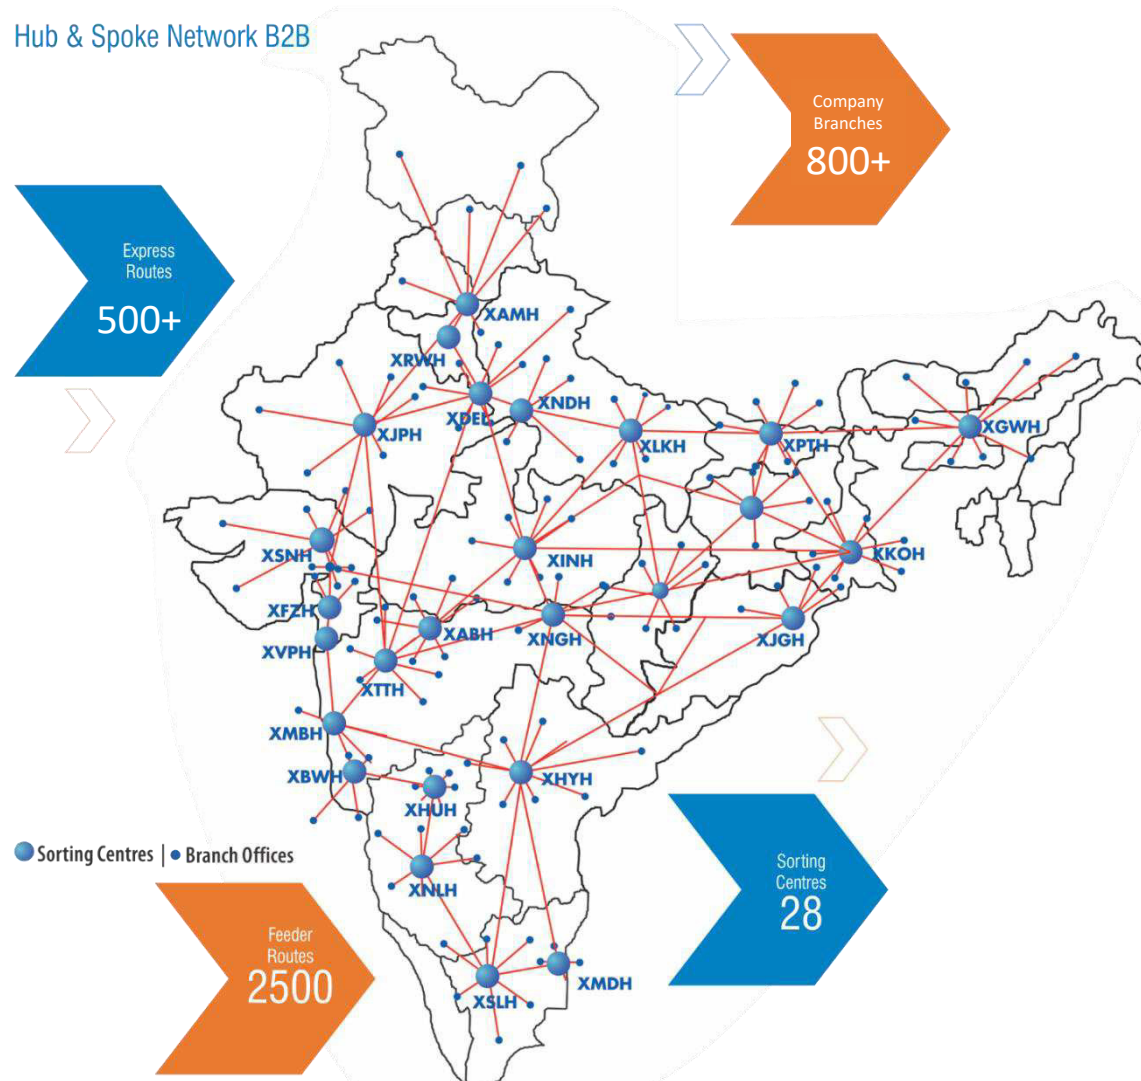 Hub & Spoke Network B2B
Company
Branches
800+
Express
Routes
500+
XAMH
XRWH
XDEL
XNDH
XJPH
XLKH
XPTH
XGWH
XSNH
XINH
XKOH
XFZH
XABH
XNGH
XJGH
XVPH
XTTH
XMBH
XBWH
XHYH
XHUH
Sorting Centres | Branch Offices
XNLH
Sorting
Centres
28
Feeder
Routes
2500
XSLH
XMDH